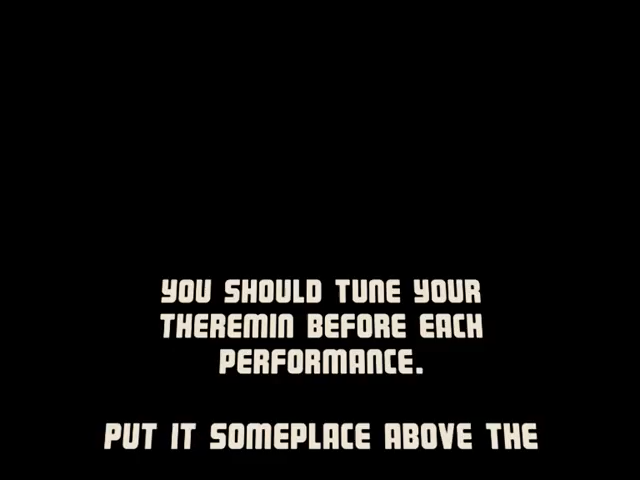 YOU SHOULD TUNE YOUR
THEREMIN BEFORE EACH
PERFORMANCE.
PUT IT SOMEPLACE ABOVE THE